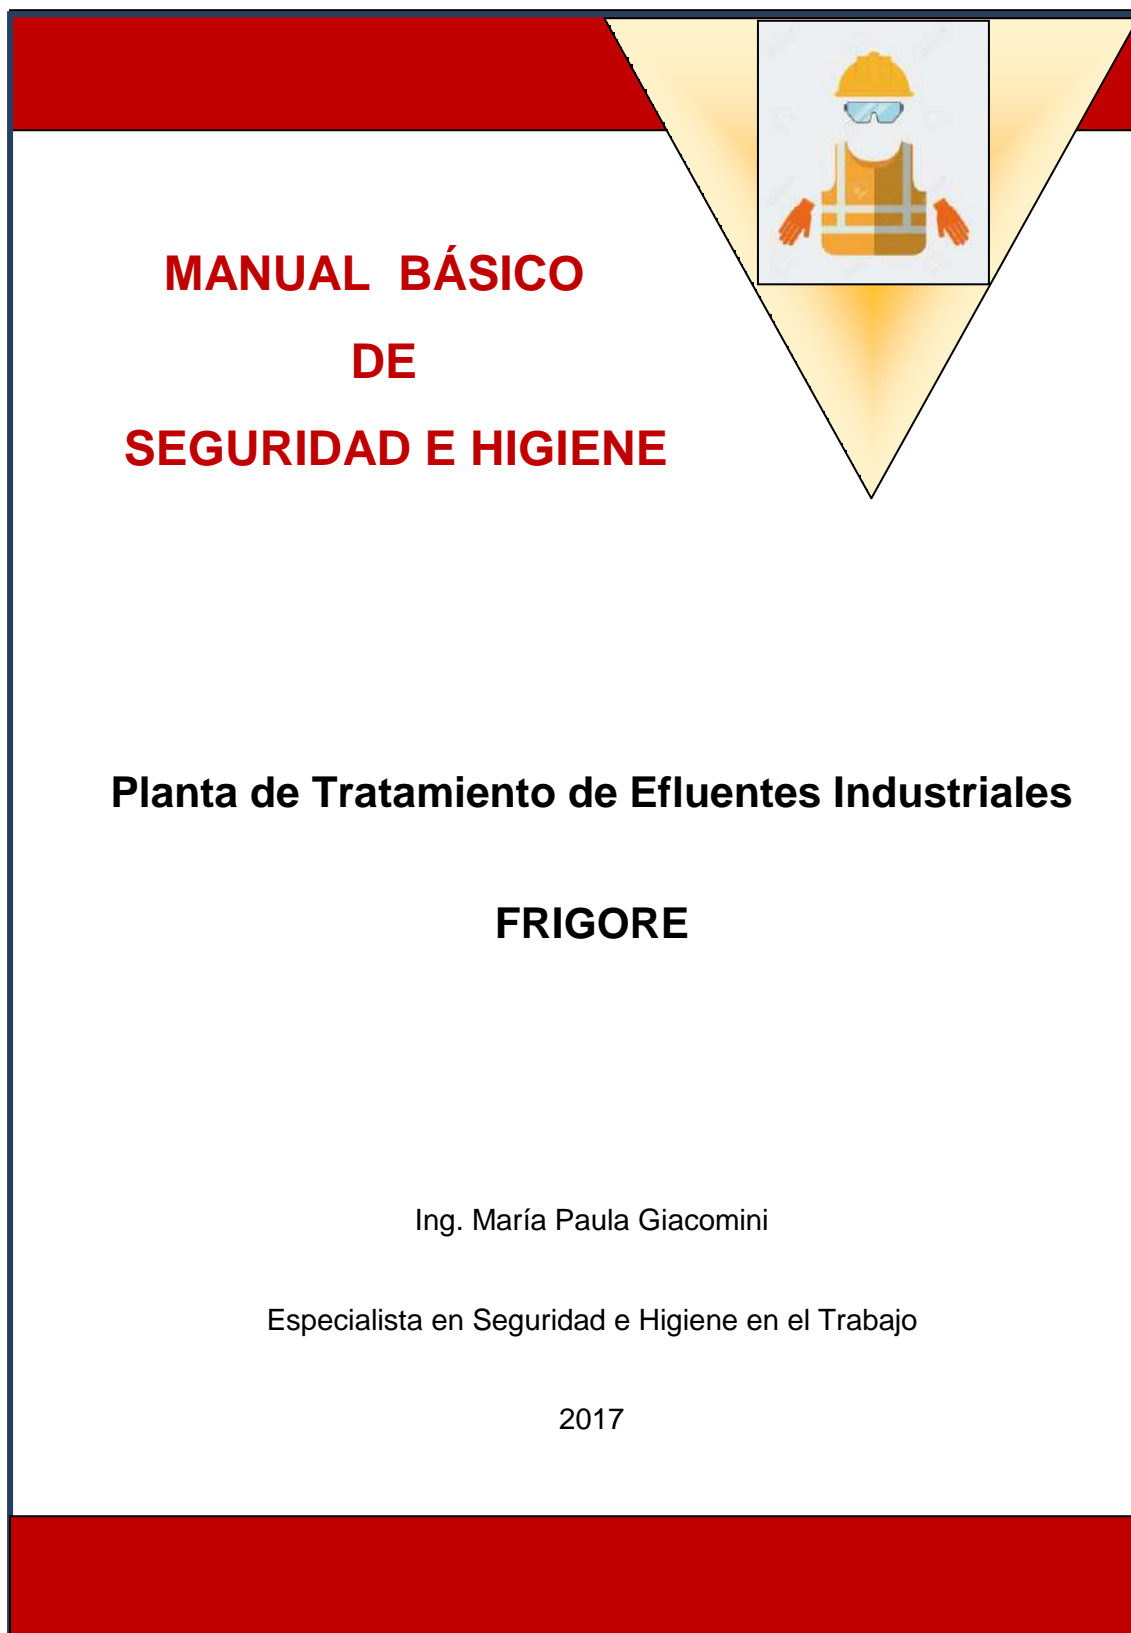 MANUAL BÁSICO
DE
SEGURIDAD E HIGIENE
Planta de Tratamiento de Efluentes Industriales
FRIGORE
Ing. María Paula Giacomini
Especialista en Seguridad e Higiene en el Trabajo
2017